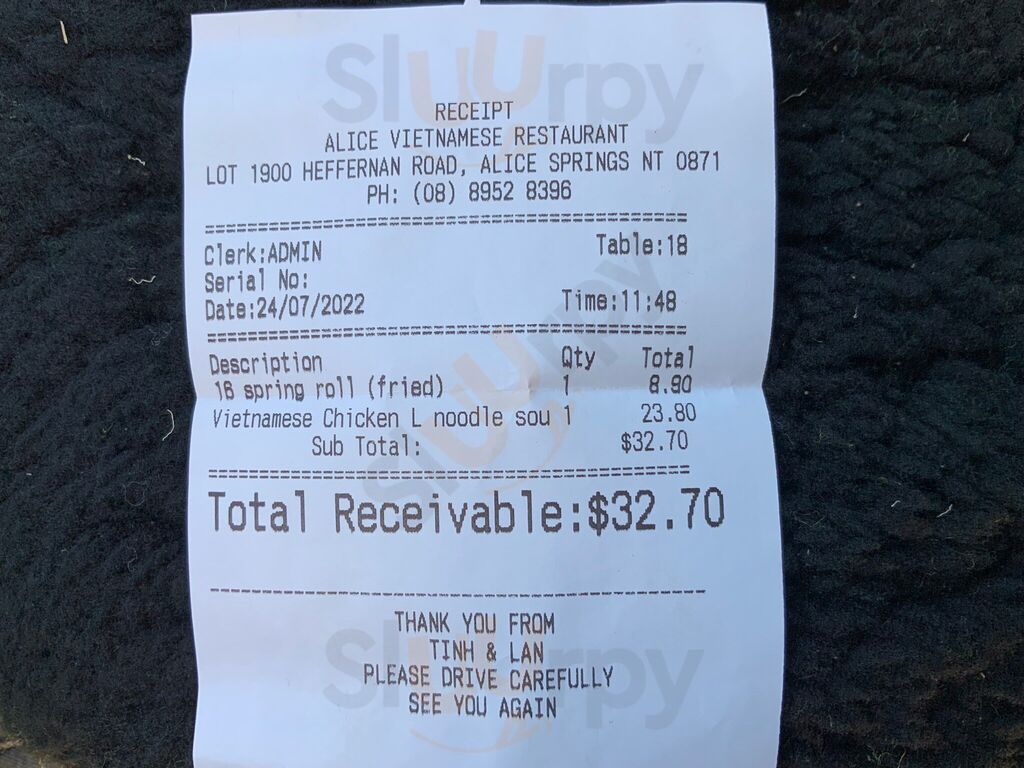 Sluurpy
RECEIPT
ALICE VIETNAMESE RESTAURANT
LOT 1900 HEFFERNAN ROAD, ALICE SPRINGS NT 0871
PH: (08) 8952 8396
Clerk:ADMIN Table:18
Serial No:
Date:24/07/2022 Time:11:48
Sluurpy
Description Qty Total
16 spring roll (fried) 1 8.90
Vietnamese Chicken L noodle sou 1 23.80
Sub Total: $32.70
Total Receivable:$32.70
THANK YOU FROM
TINH & LAN
PLEASE DRIVE CAREFULLY
SEE YOU AGAIN
Sluurpy